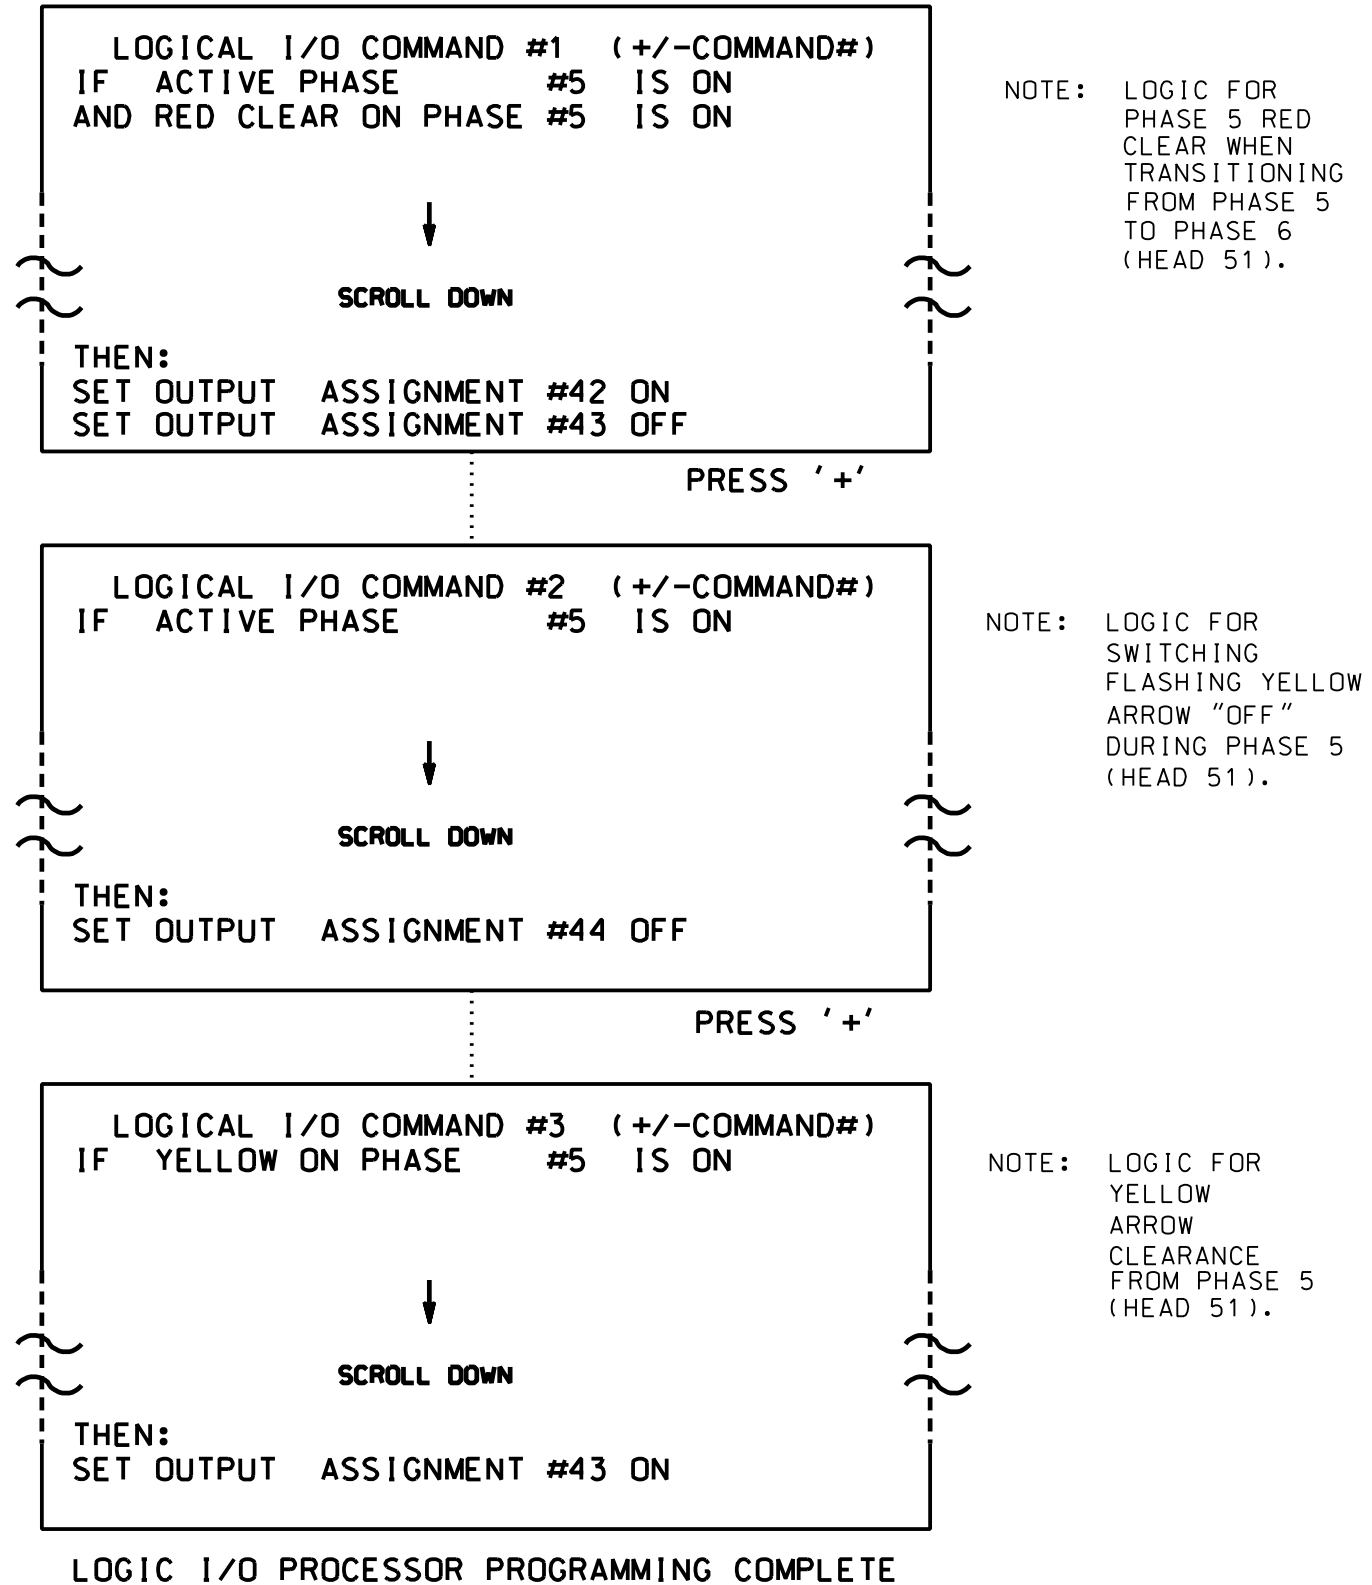 LOGICAL I/O COMMAND #1 (+/-COMMAND#)
IF ACTIVE PHASE #5 IS ON
AND RED CLEAR ON PHASE #5 IS ON
SCROLL DOWN
THEN:
SET OUTPUT ASSIGNMENT #42 ON
SET OUTPUT ASSIGNMENT #43 OFF
NOTE: LOGIC FOR
PHASE 5 RED
CLEAR WHEN
TRANSITIONING
FROM PHASE 5
TO PHASE 6
(HEAD 51).
PRESS '+'
LOGICAL I/O COMMAND #2 (+/-COMMAND#)
IF ACTIVE PHASE #5 IS ON
SCROLL DOWN
THEN:
SET OUTPUT ASSIGNMENT #44 OFF
NOTE: LOGIC FOR
SWITCHING
FLASHING YELLOW
ARROW "OFF"
DURING PHASE 5
(HEAD 51).
PRESS '+'
LOGICAL I/O COMMAND #3 (+/-COMMAND#)
IF YELLOW ON PHASE #5 IS ON
SCROLL DOWN
THEN:
SET OUTPUT ASSIGNMENT #43 ON
NOTE: LOGIC FOR
YELLOW
ARROW
CLEARANCE
FROM PHASE 5
(HEAD 51).
LOGIC I/O PROCESSOR PROGRAMMING COMPLETE